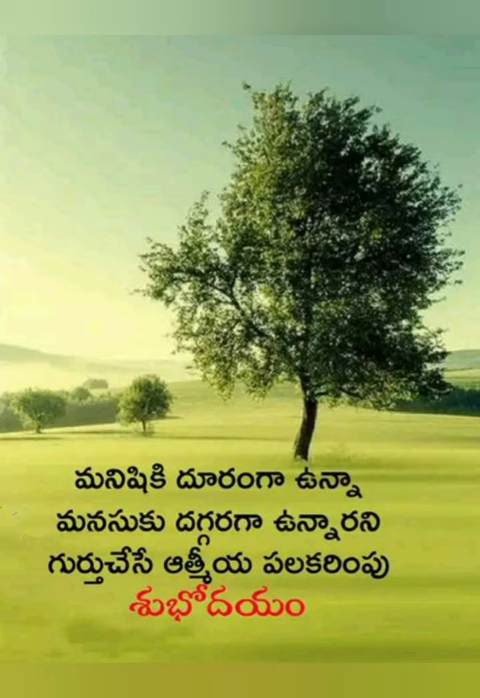 మనిషికి దూరంగా ఉన్నా
మనసుకు దగ్గరగా ఉన్నారని
గుర్తుచేసే ఆత్మీయ పలకరింపు
శుభోదయం